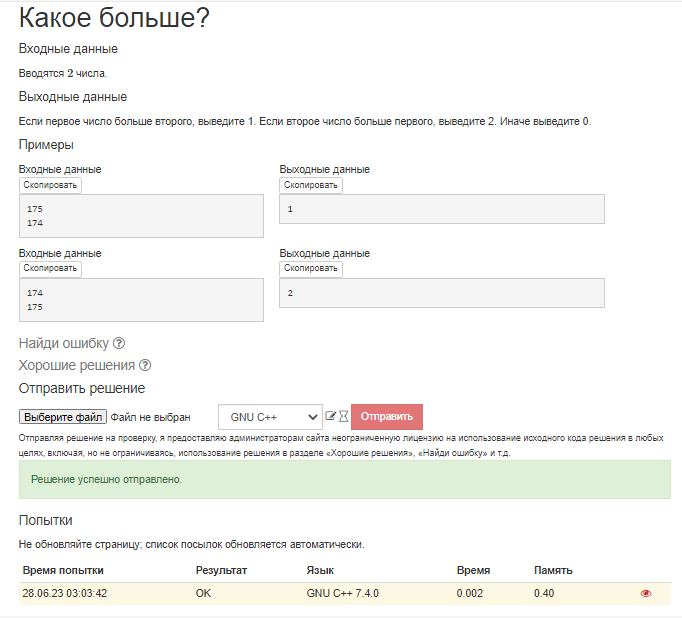 Какое больше?
Входные данные
Вводятся 2 числа.
Выходные данные
Если первое число больше второго, выведите 1. Если второе число больше первого, выведите 2. Иначе выведите 0.
Примеры
Входные данные
Выходные данные
Скопировать
Скопировать
175
1
174
Входные данные
Выходные данные
Скопировать
Скопировать
174
2
175
Найди ошибку ?
Хорошие решения ?
Отправить решение
Выберите файл Файл не выбран GNU C++ Отправить
Отправляя решение на проверку, я предоставляю администраторам сайта неограниченную лицензию на использование исходного кода решения в любых
целях, включая, но не ограничиваясь, использование решения в разделе «Хорошие решения», «Найди ошибку» и т.д.
Решение успешно отправлено.
Попытки
Не обновляйте страницу; список посылок обновляется автоматически.
Время попытки Результат Язык Время Память
28.06.23 03:03:42 OK GNU C++ 7.4.0 0.002 0.40